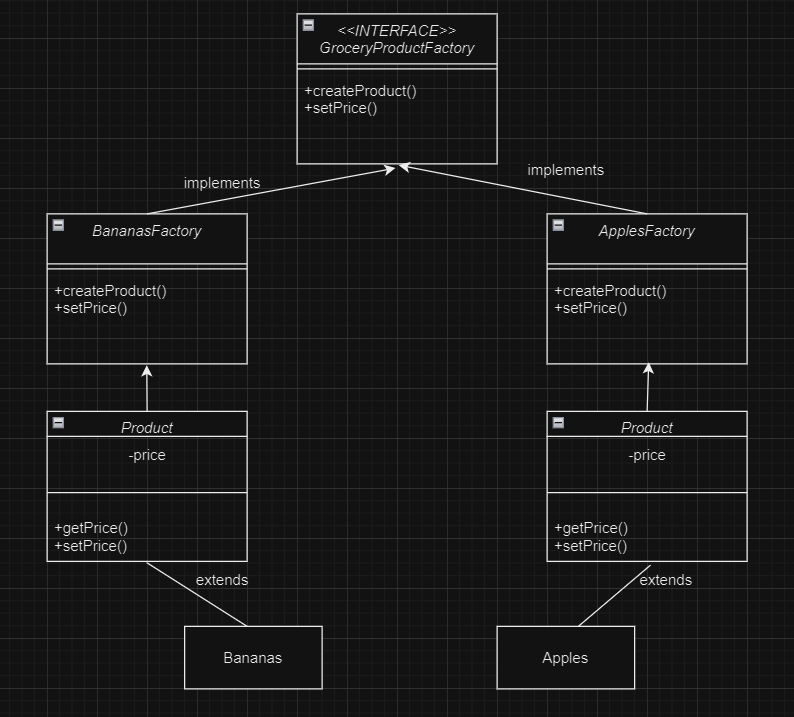 <<INTERFACE>>
GroceryProductFactory
+createProduct()
+setPrice()
implements
implements
BananasFactory
+createProduct()
+setPrice()
ApplesFactory
+createProduct()
+setPrice()
Product
-price
+getPrice()
+setPrice()
Product
-price
+getPrice()
+setPrice()
extends
extends
Bananas
Apples